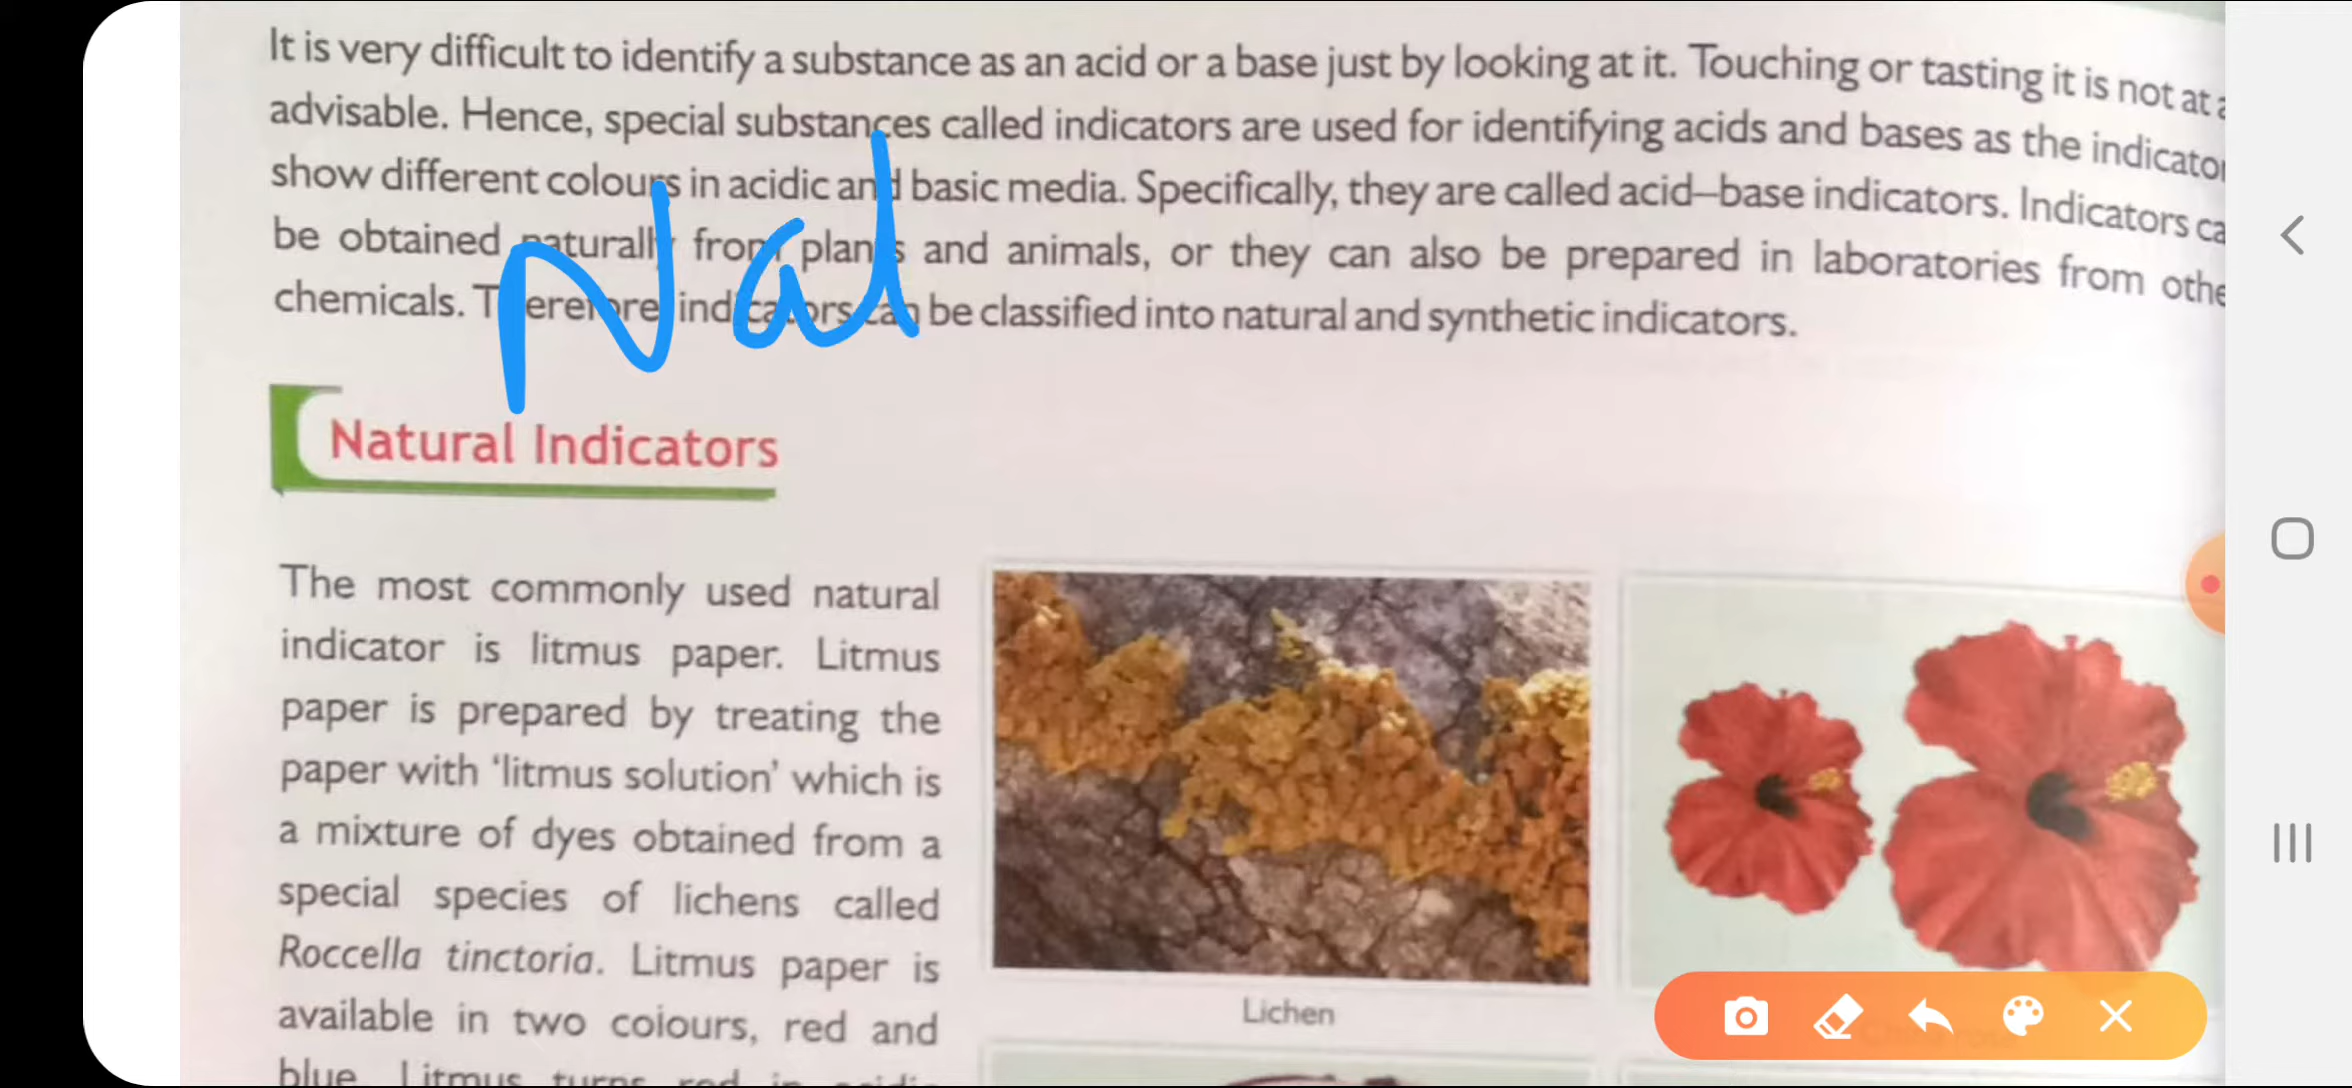 It is very difficult to identify a substance as an acid or a base just by looking at it. Touching or tasting it is not at
advisable. Hence, special substances called indicators are used for identifying acids and bases as the
show different colours in acidic and basic media. Specifically, they are called acid–base indicators. Indicators
be obtained naturally from plants and animals, or they can also be prepared in laboratories from
chemicals. Therefore indicators can be classified into natural and synthetic indicators.
Nat
Natural Indicators
The most commonly used natural
indicator is litmus paper. Litmus
paper is prepared by treating the
paper with ‘litmus solution’ which is
a mixture of dyes obtained from a
special species of lichens called
Roccella tinctoria. Litmus paper is
available in two colours, red and
blue. Litmus turns red in
Lichen